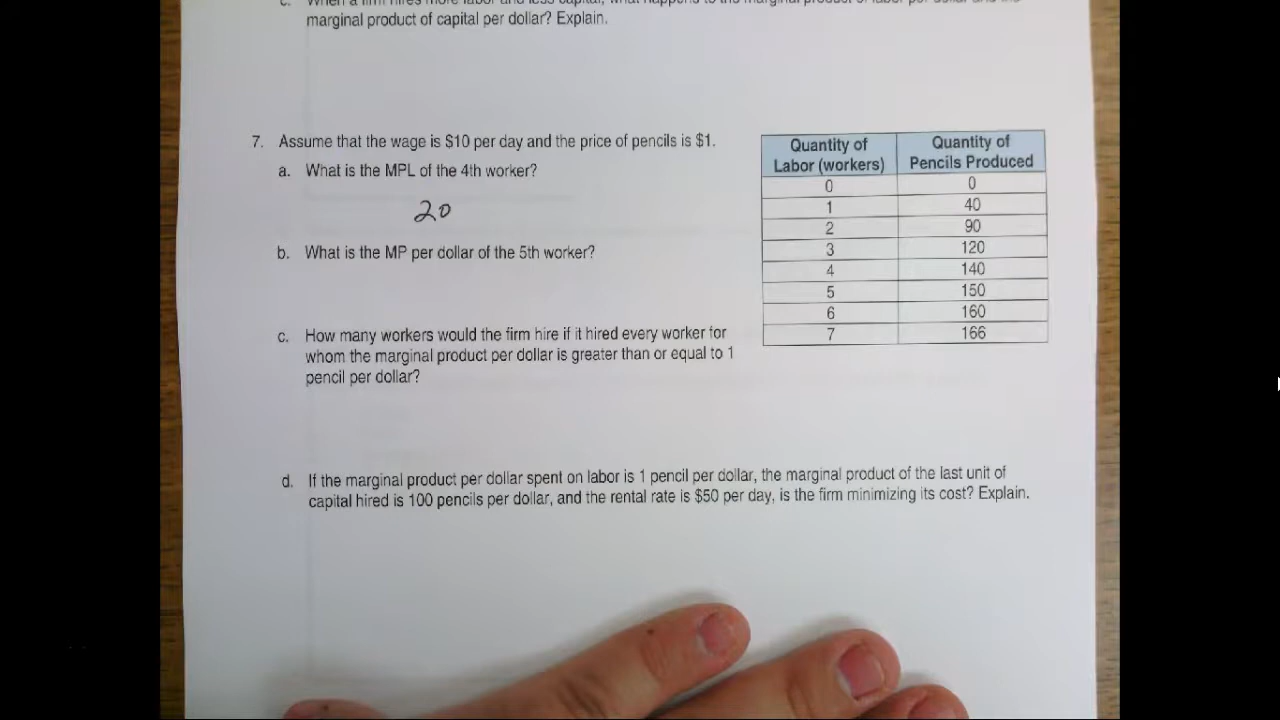 marginal product of capital per dollar? Explain.
7. Assume that the wage is $10 per day and the price of pencils is $1.
a. What is the MPL of the 4th worker?
20
b. What is the MP per dollar of the 5th worker?
c. How many workers would the firm hire if it hired every worker for
whom the marginal product per dollar is greater than or equal to 1
pencil per dollar?
Quantity of Labor (workers) Quantity of Pencils Produced
0 0
1 40
2 90
3 120
4 140
5 150
6 160
7 166
d. If the marginal product per dollar spent on labor is 1 pencil per dollar, the marginal product of the last unit of
capital hired is 100 pencils per dollar, and the rental rate is $50 per day, is the firm minimizing its cost? Explain.